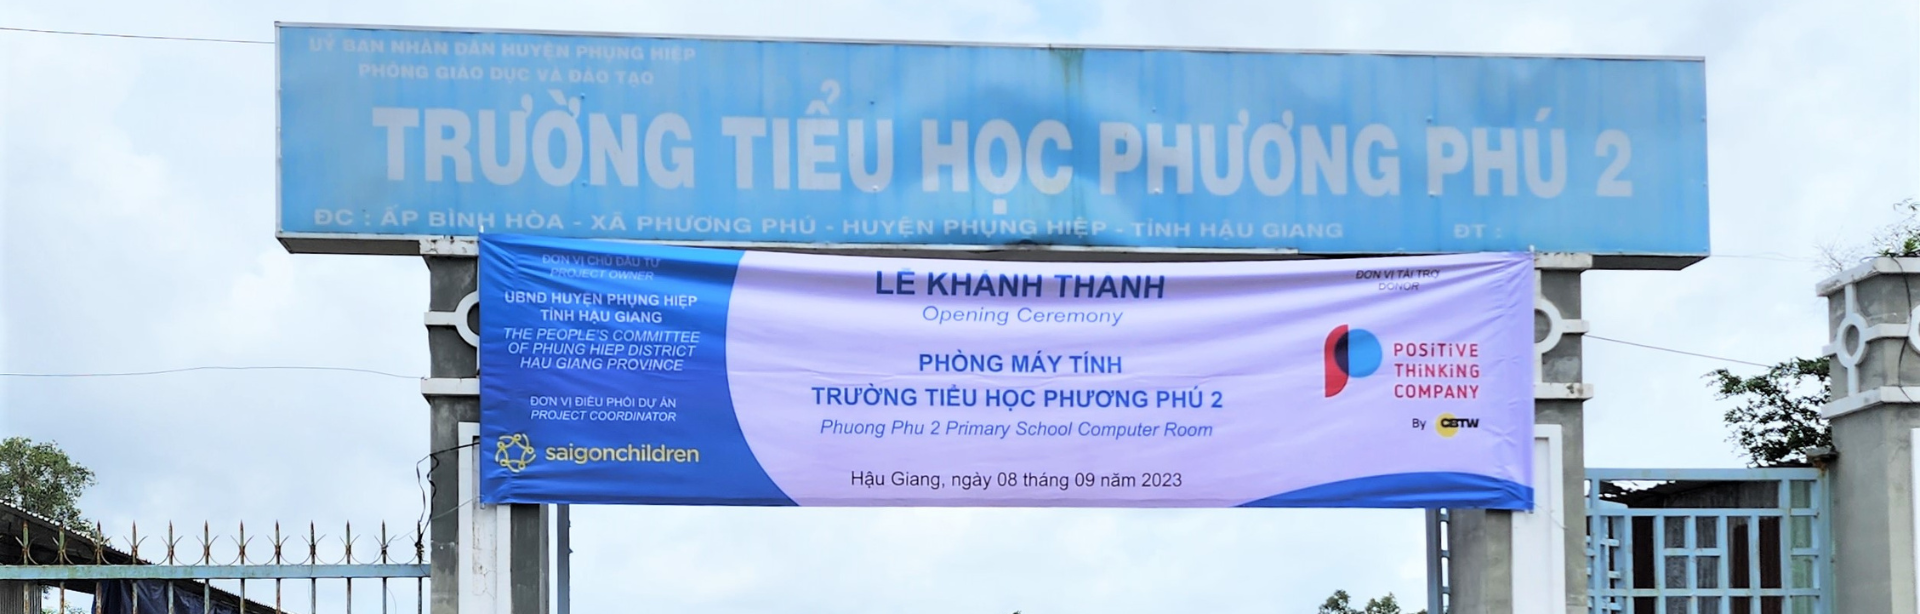 UỶ BAN NHÂN DÂN HUYỆN PHỤNG HIỆP
PHÒNG GIÁO DỤC VÀ ĐÀO TẠO
TRƯỜNG TIỂU HỌC PHƯƠNG PHÚ 2
ĐC : ẤP BÌNH HÒA - XÃ PHƯƠNG PHÚ - HUYỆN PHỤNG HIỆP - TỈNH HẬU GIANG ĐT :
ĐƠN VỊ CHỦ ĐẦU TƯ
PROJECT OWNER
UBND HUYỆN PHỤNG HIỆP
TỈNH HẬU GIANG
THE PEOPLE'S COMMITTEE
OF PHUNG HIEP DISTRICT
HAU GIANG PROVINCE
ĐƠN VỊ ĐIỀU PHỐI DỰ ÁN
PROJECT COORDINATOR
saigonchildren
LỄ KHÁNH THÀNH
Opening Ceremony
PHÒNG MÁY TÍNH
TRƯỜNG TIỂU HỌC PHƯƠNG PHÚ 2
Phuong Phu 2 Primary School Computer Room
Hậu Giang, ngày 08 tháng 09 năm 2023
ĐƠN VỊ TÀI TRỢ
DONOR
POSiTiVE
THiNKiNG
COMPANY
By CBTW